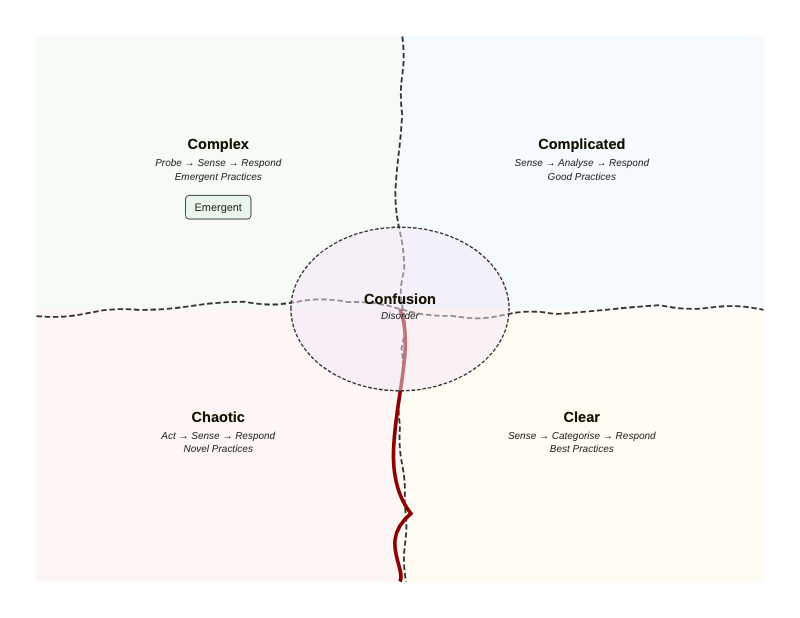 Complex
Probe → Sense → Respond
Emergent Practices
Emergent
Complicated
Sense → Analyse → Respond
Good Practices
Confusion
Disorder
Chaotic
Act → Sense → Respond
Novel Practices
Clear
Sense → Categorise → Respond
Best Practices